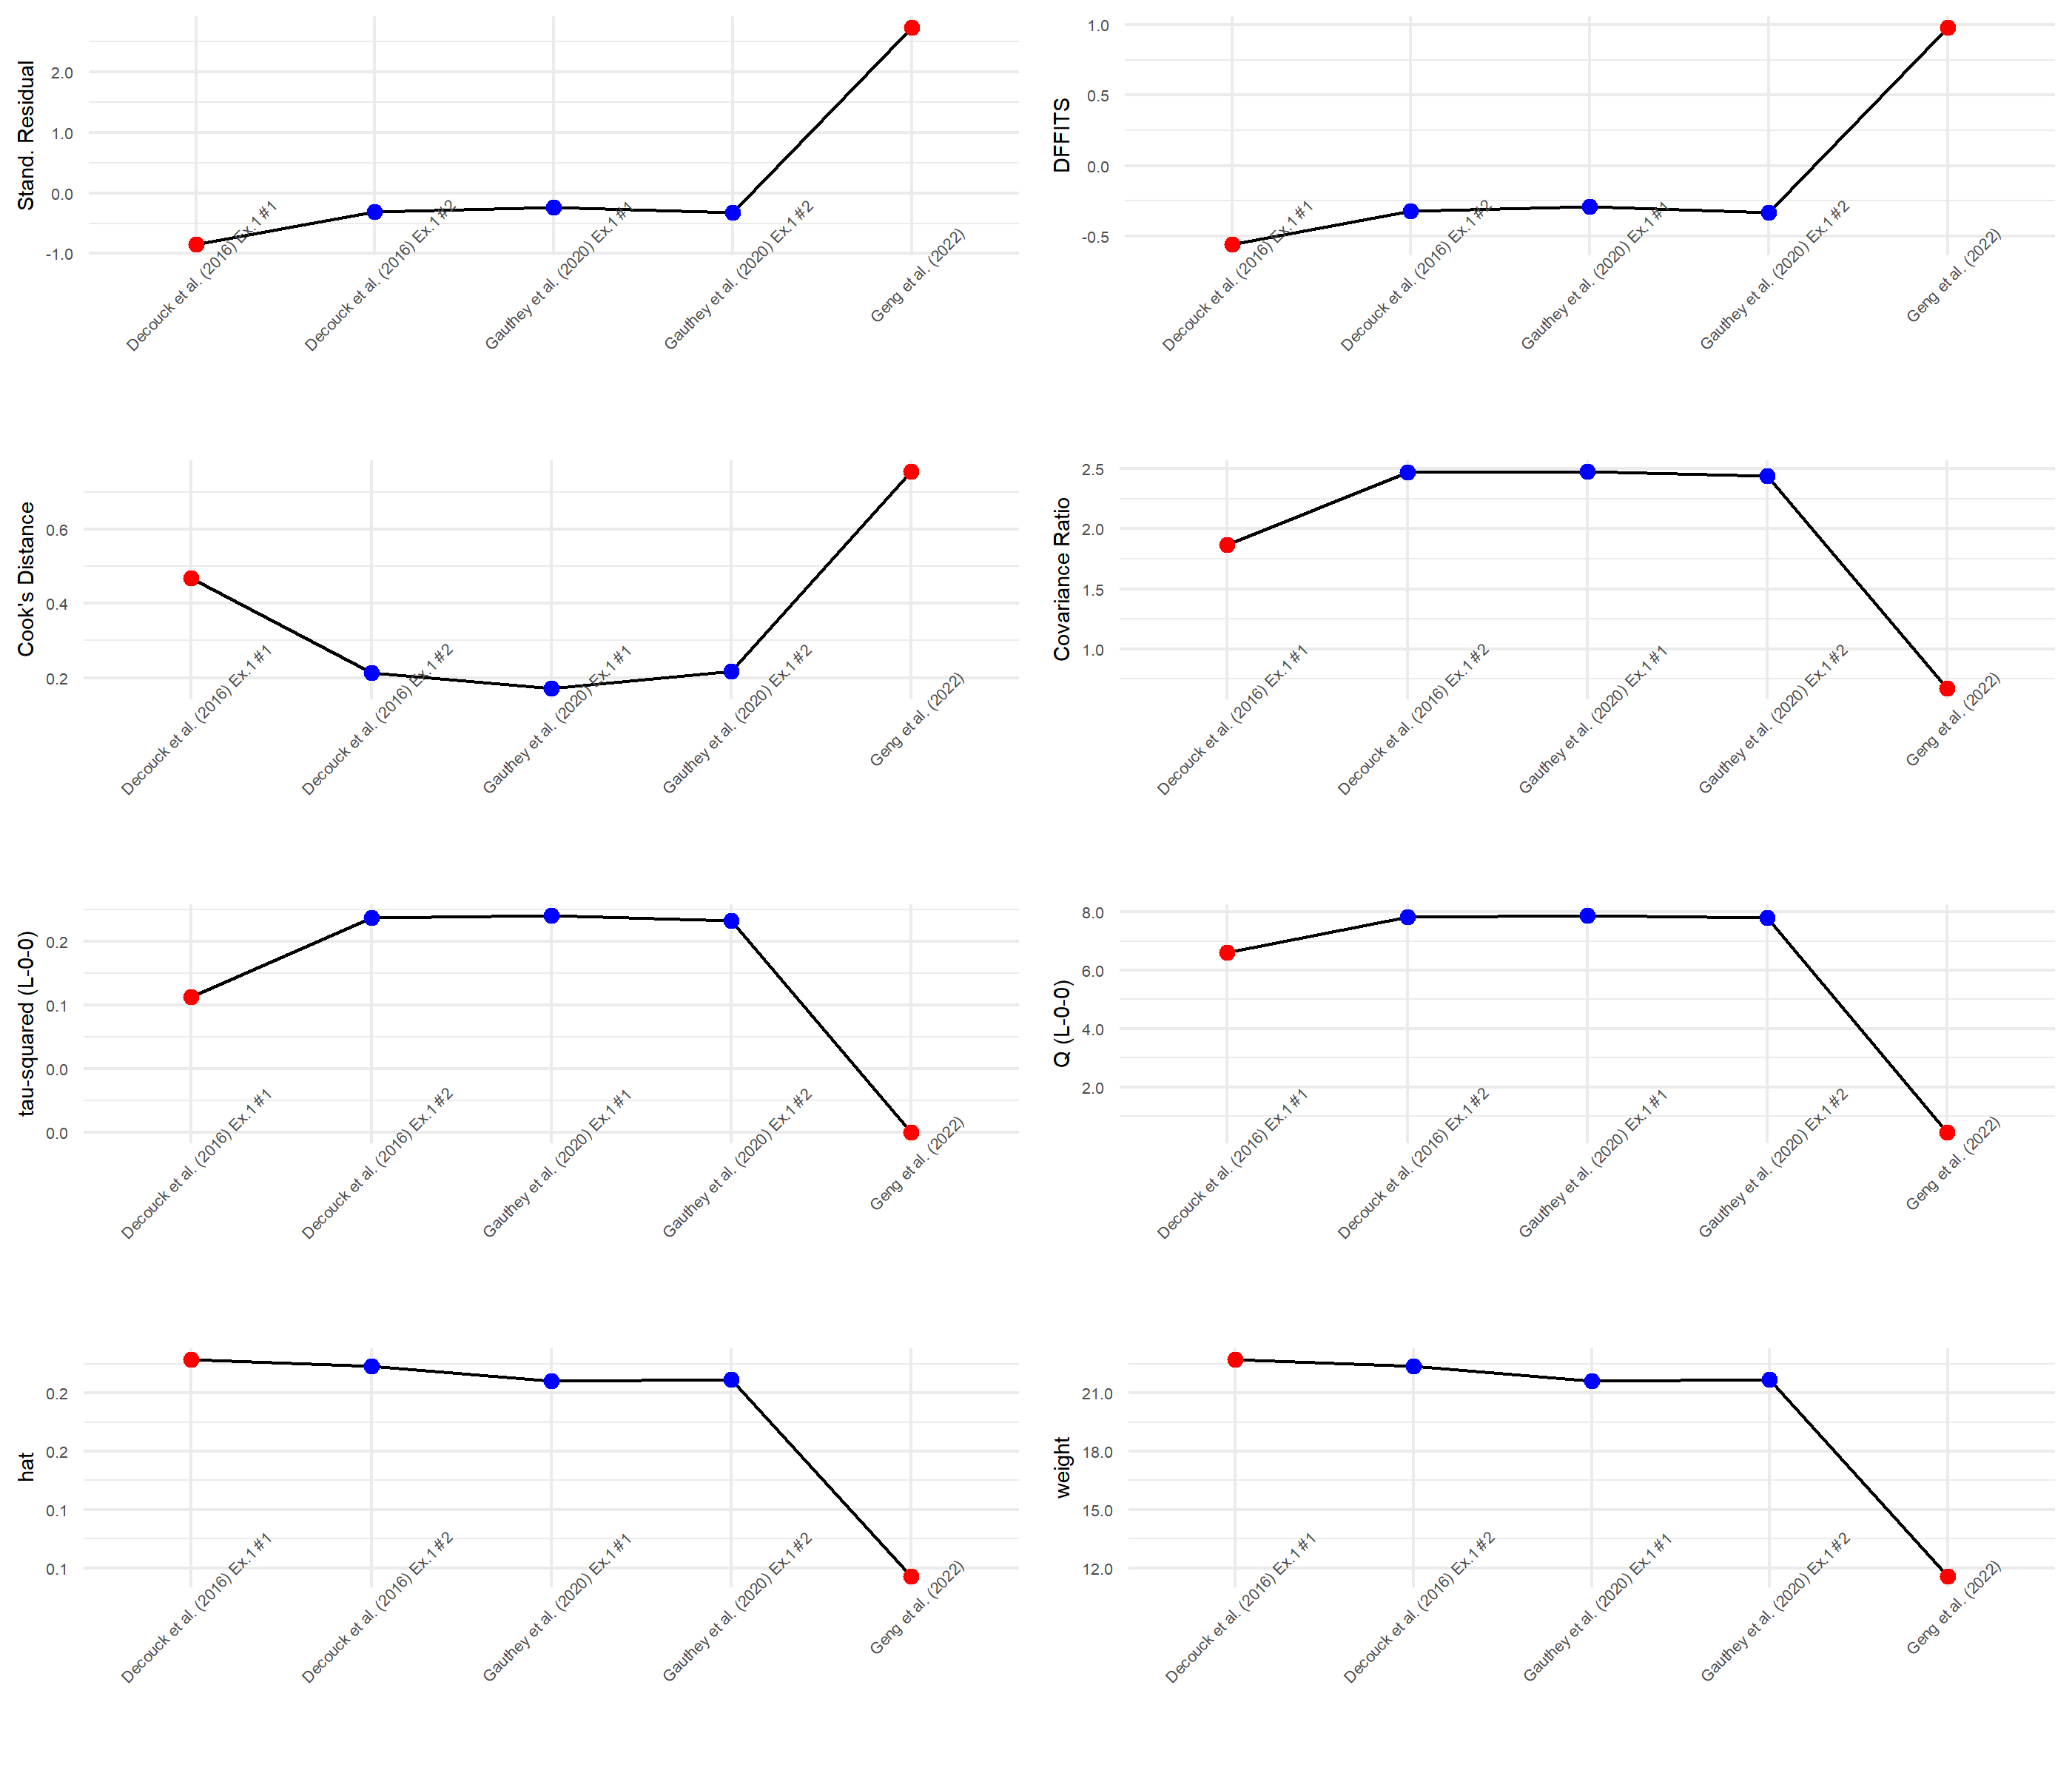 Stand. Residual
2.0
1.0
0.0
-1.0
Decouck et al. (2016) Ex.1 #1
Decouck et al. (2016) Ex.1 #2
Gauthey et al. (2020) Ex.1 #1
Gauthey et al. (2020) Ex.1 #2
Geng et al. (2022)
DFFITS
1.0
0.5
0.0
-0.5
Decouck et al. (2016) Ex.1 #1
Decouck et al. (2016) Ex.1 #2
Gauthey et al. (2020) Ex.1 #1
Gauthey et al. (2020) Ex.1 #2
Geng et al. (2022)
Cook's Distance
0.6
0.4
0.2
Decouck et al. (2016) Ex.1 #1
Decouck et al. (2016) Ex.1 #2
Gauthey et al. (2020) Ex.1 #1
Gauthey et al. (2020) Ex.1 #2
Geng et al. (2022)
Covariance Ratio
2.5
2.0
1.5
1.0
Decouck et al. (2016) Ex.1 #1
Decouck et al. (2016) Ex.1 #2
Gauthey et al. (2020) Ex.1 #1
Gauthey et al. (2020) Ex.1 #2
Geng et al. (2022)
tau-squared (L-0-0)
0.2
0.1
0.0
0.0
Decouck et al. (2016) Ex.1 #1
Decouck et al. (2016) Ex.1 #2
Gauthey et al. (2020) Ex.1 #1
Gauthey et al. (2020) Ex.1 #2
Geng et al. (2022)
Q (L-0-0)
8.0
6.0
4.0
2.0
Decouck et al. (2016) Ex.1 #1
Decouck et al. (2016) Ex.1 #2
Gauthey et al. (2020) Ex.1 #1
Gauthey et al. (2020) Ex.1 #2
Geng et al. (2022)
hat
0.2
0.2
0.1
0.1
Decouck et al. (2016) Ex.1 #1
Decouck et al. (2016) Ex.1 #2
Gauthey et al. (2020) Ex.1 #1
Gauthey et al. (2020) Ex.1 #2
Geng et al. (2022)
weight
21.0
18.0
15.0
12.0
Decouck et al. (2016) Ex.1 #1
Decouck et al. (2016) Ex.1 #2
Gauthey et al. (2020) Ex.1 #1
Gauthey et al. (2020) Ex.1 #2
Geng et al. (2022)